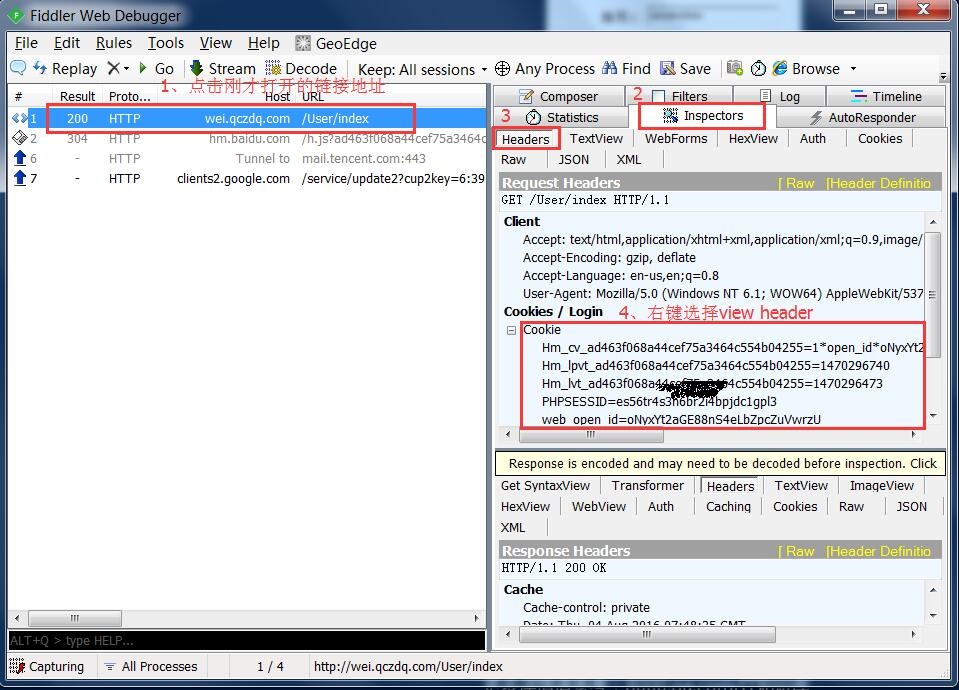 Fiddler Web Debugger
File Edit Rules Tools View Help GeoEdge
Replay Go Stream Decode Keep: All sessions Any Process Find Save Browse
1、点击刚才打开的链接地址
# Result Proto... Host URL
1 200 HTTP wei.qczdq.com /User/index
2 304 HTTP hm.baidu.com /h.js?ad463f068a44cef75a3464c
6 - HTTP Tunnel to mail.tencent.com:443
7 - HTTP clients2.google.com /service/update2?cup2key=6:39
2
Composer Filters Log Timeline
3 Statistics Inspectors AutoResponder
Headers TextView WebForms HexView Auth Cookies
Raw JSON XML
Request Headers [ Raw [Header Definitio
GET /User/index HTTP/1.1
Client
Accept: text/html,application/xhtml+xml,application/xml;q=0.9,image/
Accept-Encoding: gzip, deflate
Accept-Language: en-us,en;q=0.8
User-Agent: Mozilla/5.0 (Windows NT 6.1; WOW64) AppleWebKit/537
Cookies / Login 4、右键选择view header
Cookie
Hm_cv_ad463f068a44cef75a3464c554b04255=1*open_id*oNyxYt2
Hm_lpvt_ad463f068a44cef75a3464c554b04255=1470296740
Hm_lvt_ad463f068a44cef75a3464c554b04255=1470296473
web_open_id=oNyxYt2aGE88nS4eLbZpcZuVwrzU
Response is encoded and may need to be decoded before inspection. Click
Get SyntaxView Transformer Headers TextView ImageView
HexView WebView Auth Caching Cookies Raw JSON
XML
Response Headers [ Raw [Header Definitio
HTTP/1.1 200 OK
Cache
Cache-control: private
Date: Thu, 04 Aug 2016 07:48:25 GMT
ALT+Q > type HELP...
Capturing All Processes 1 / 4 http://wei.qczdq.com/User/index